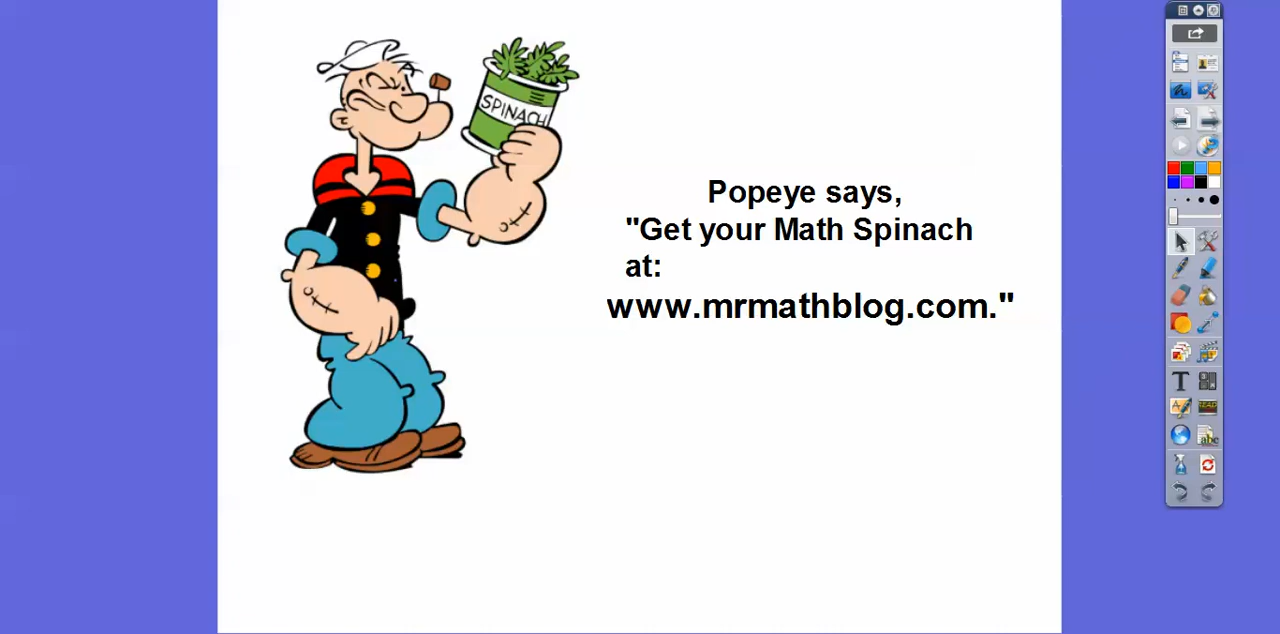 SPINACH
Popeye says,
"Get your Math Spinach
at:
www.mrmathblog.com."